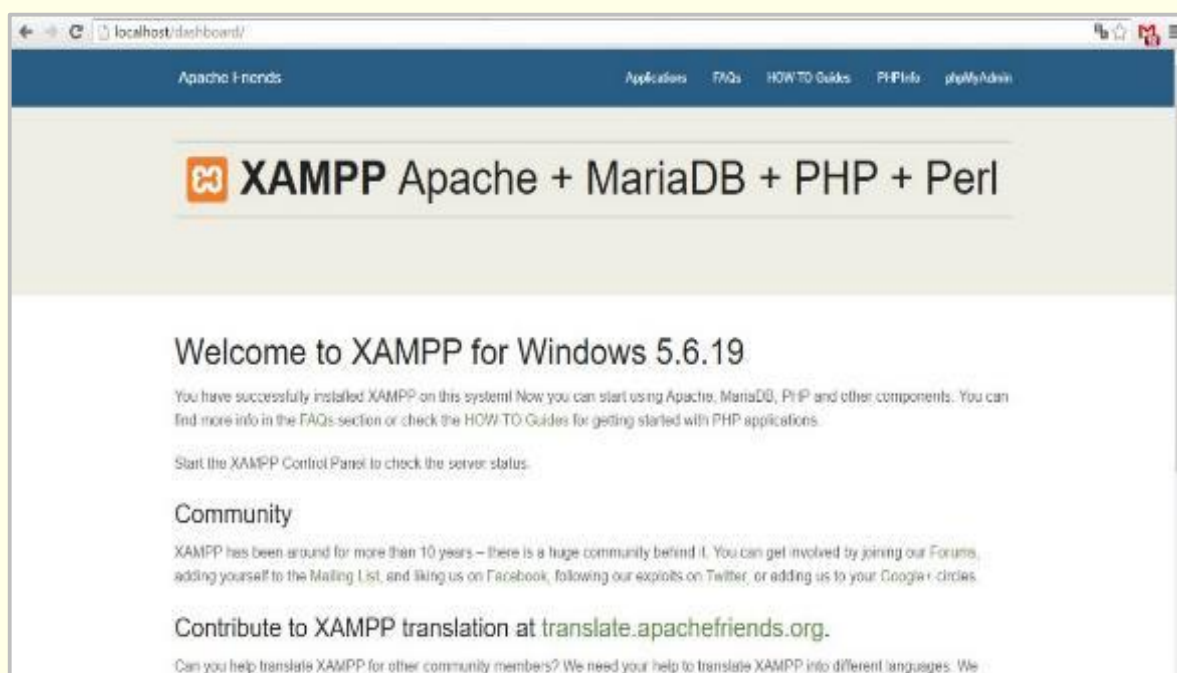 localhost/dashboard/
Apache Friends
Applications FAQs HOW-TO Guides PHPInfo phpMyAdmin
XAMPP Apache + MariaDB + PHP + Perl
Welcome to XAMPP for Windows 5.6.19
You have successfully installed XAMPP on this system! Now you can start using Apache, MariaDB, PHP and other components. You can
find more info in the FAQs section or check the HOW-TO Guides for getting started with PHP applications.
Start the XAMPP Control Panel to check the server status.
Community
XAMPP has been around for more than 10 years – there is a huge community behind it. You can get involved by joining our Forums,
adding yourself to the Mailing List, and liking us on Facebook, following our exploits on Twitter, or adding us to your Google+ circles.
Contribute to XAMPP translation at translate.apachefriends.org.
Can you help translate XAMPP for other community members? We need your help to translate XAMPP into different languages. We